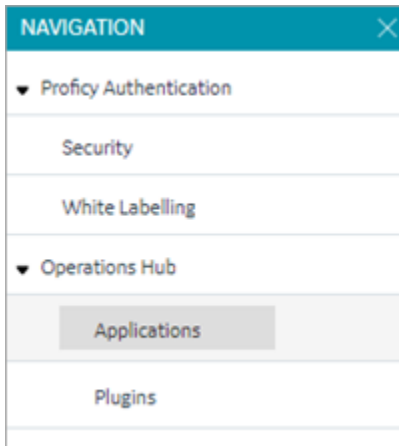 NAVIGATION
Proficy Authentication
Security
White Labelling
Operations Hub
Applications
Plugins